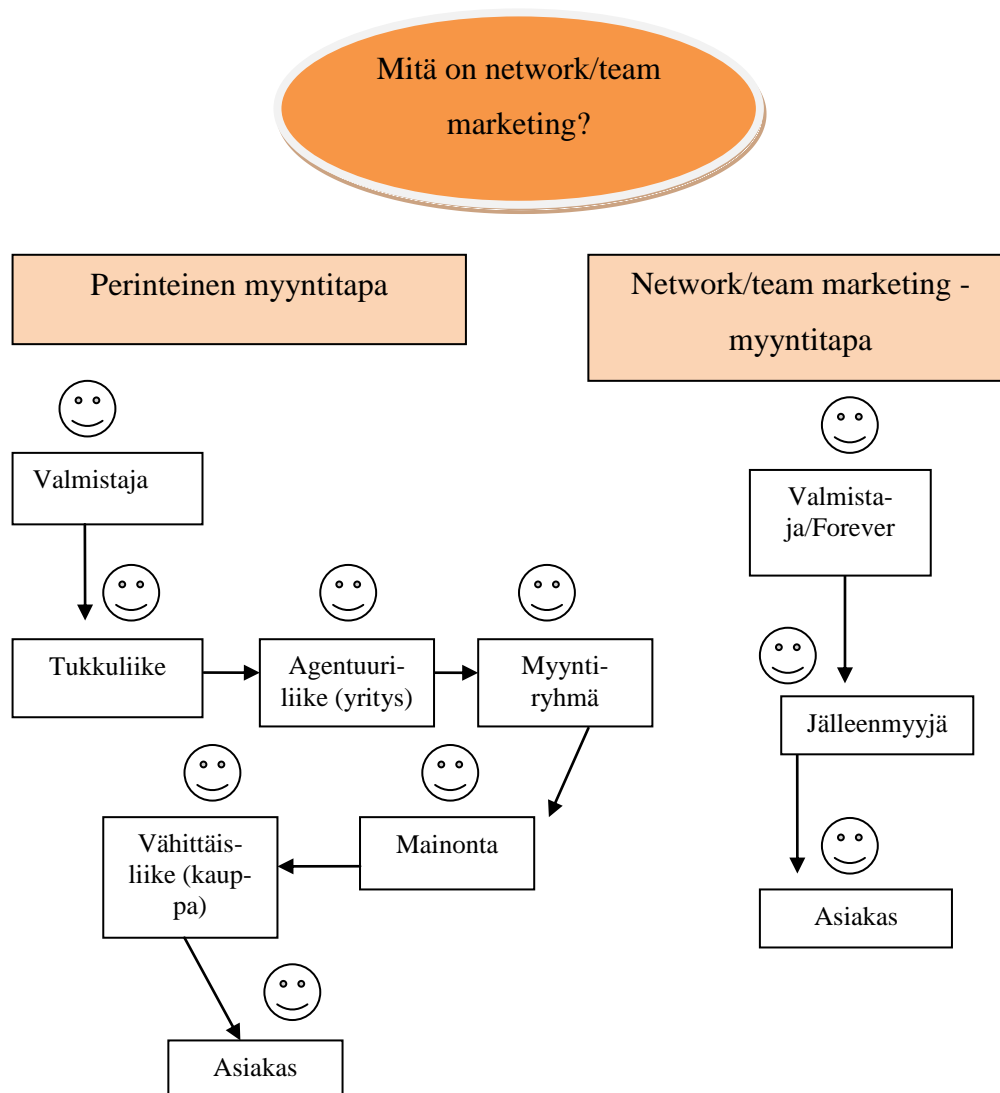 Mitä on network/team
marketing?
Perinteinen myyntitapa
Network/team marketing -
myyntitapa
Valmistaja
Tukkuliike
Agentuuri-
liike (yritys)
Myynti-
ryhmä
Mainonta
Vähittäis-
liike (kaup-
pa)
Asiakas
Valmista-
ja/Forever
Jälleenmyyjä
Asiakas